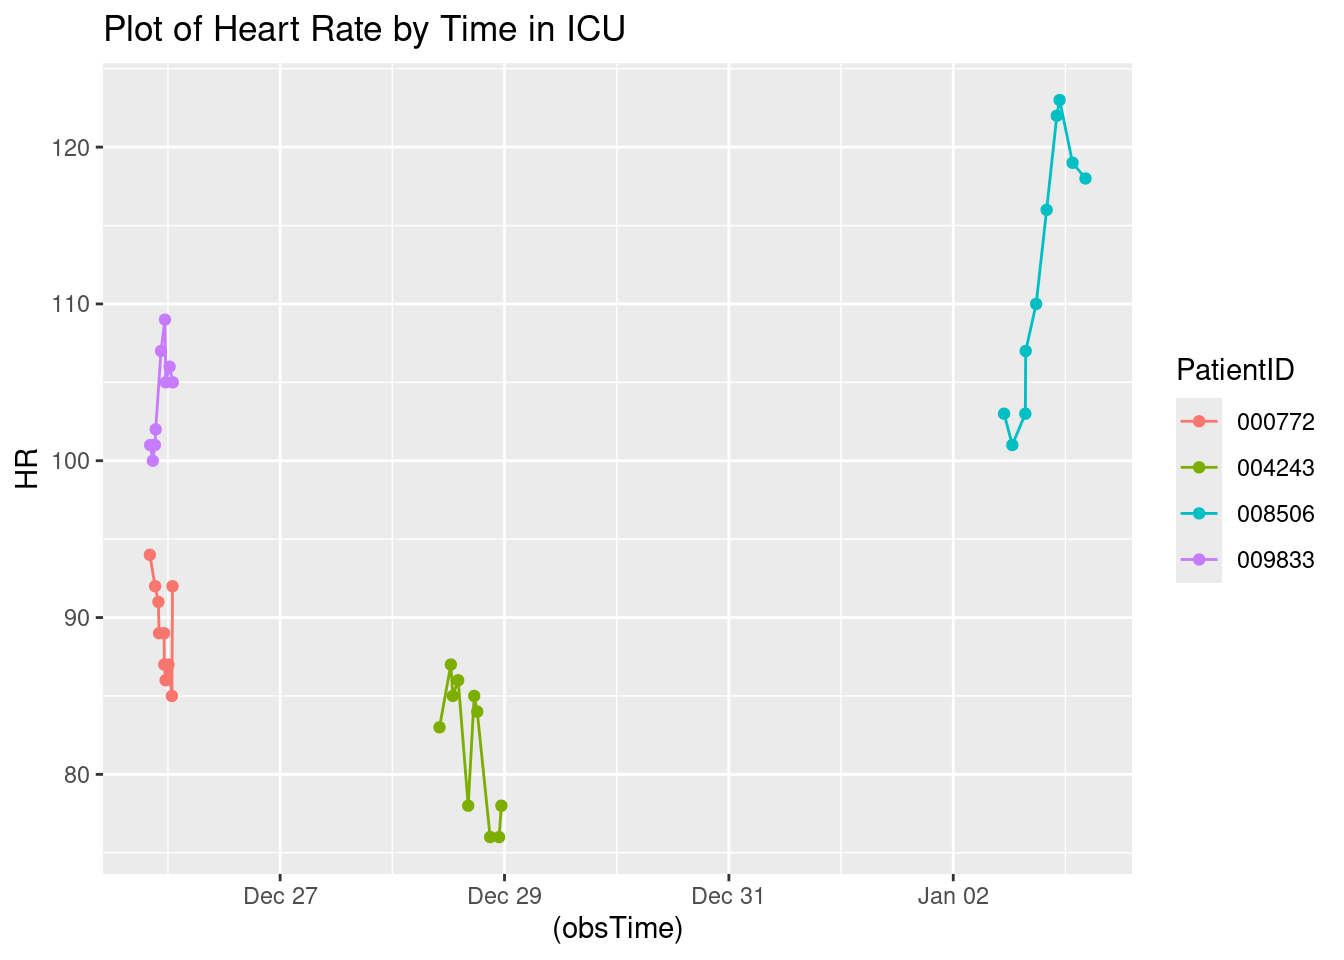 Plot of Heart Rate by Time in ICU
120
110
100
90
80
HR
Dec 27
Dec 29
Dec 31
Jan 02
(obsTime)
PatientID
000772
004243
008506
009833